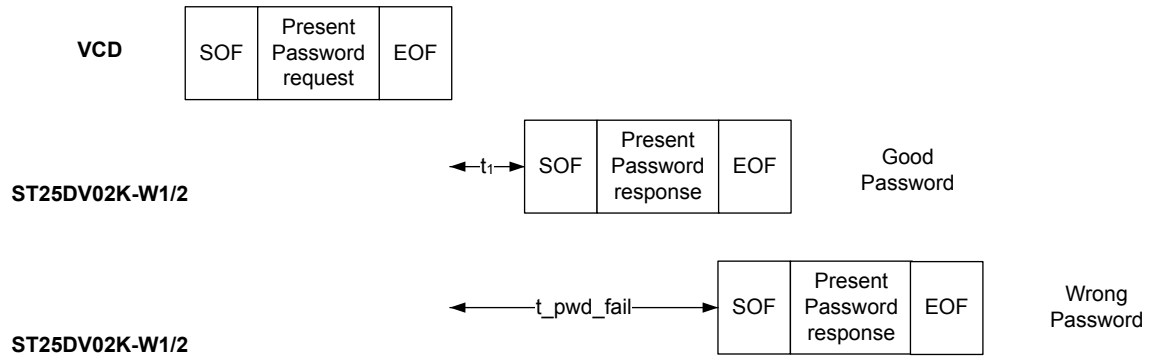 VCD
SOF
Present
Password
request
EOF
t₁
SOF
Present
Password
response
EOF
Good
Password
ST25DV02K-W1/2
t_pwd_fail
SOF
Present
Password
response
EOF
Wrong
Password
ST25DV02K-W1/2